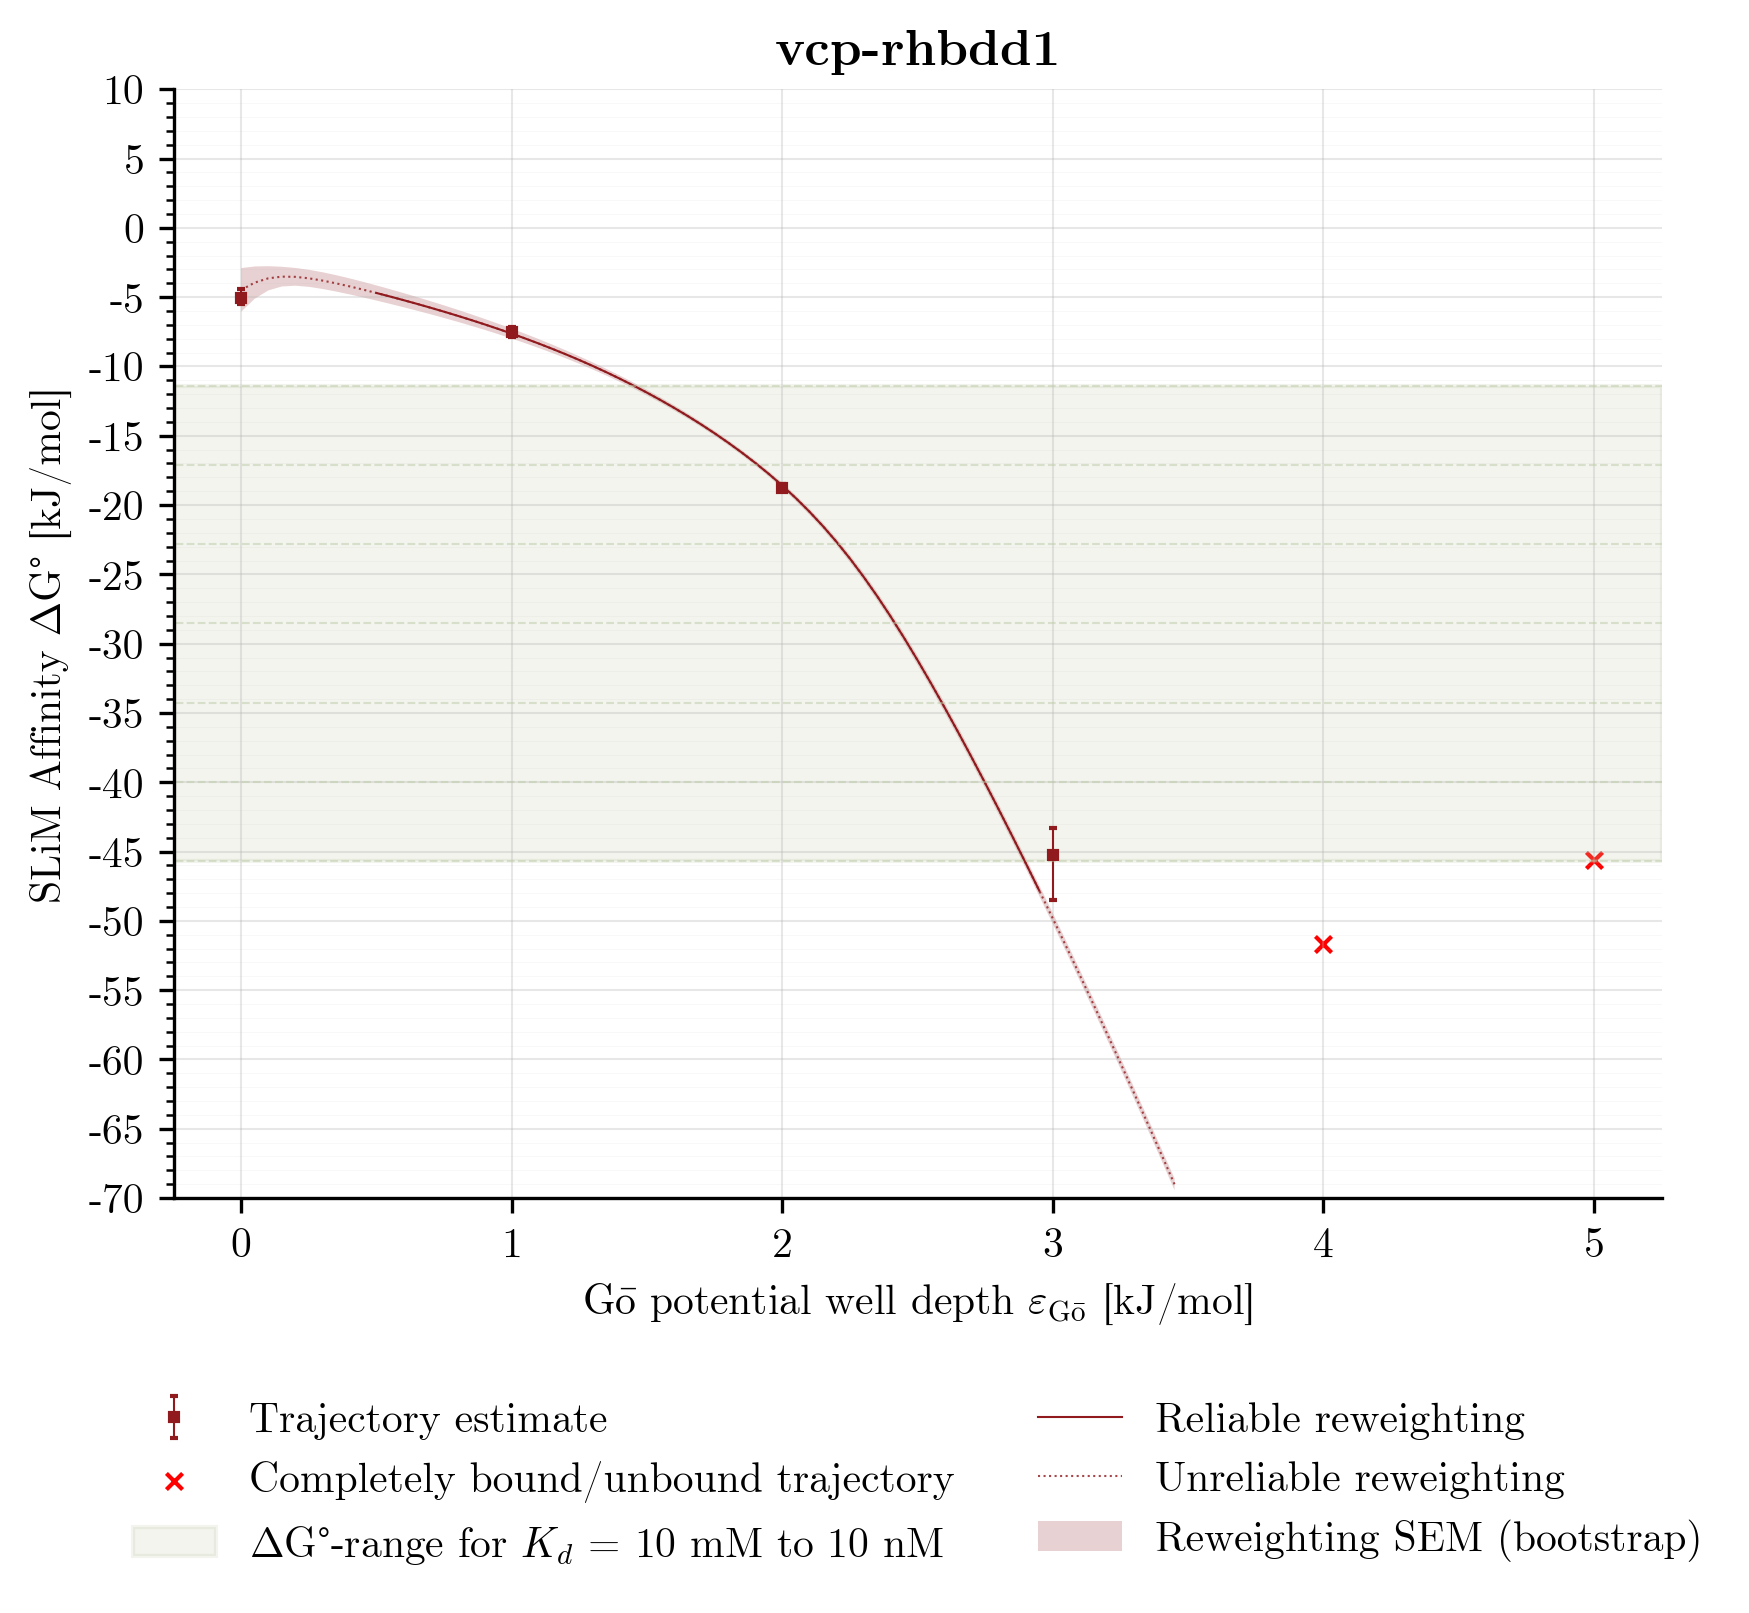 vcp-rhbdd1
10
5
0
-5
-10
-15
-20
-25
-30
-35
-40
-45
-50
-55
-60
-65
-70
SLiM Affinity ΔG° [kJ/mol]
0 1 2 3 4 5
Gō potential well depth ε_Gō [kJ/mol]
Trajectory estimate
Completely bound/unbound trajectory
ΔG°-range for K_d = 10 mM to 10 nM
Reliable reweighting
Unreliable reweighting
Reweighting SEM (bootstrap)